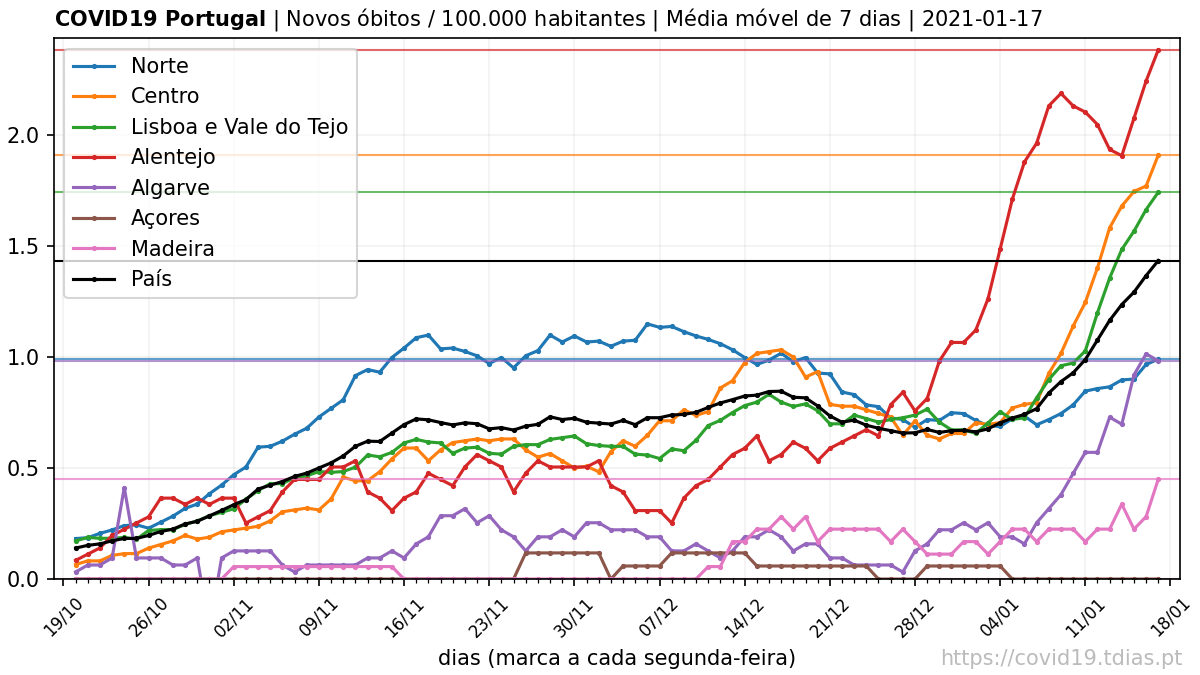 COVID19 Portugal | Novos óbitos / 100.000 habitantes | Média móvel de 7 dias | 2021-01-17
Norte
Centro
Lisboa e Vale do Tejo
Alentejo
Algarve
Açores
Madeira
País
2.0
1.5
1.0
0.5
0.0
19/10
26/10
02/11
09/11
16/11
23/11
30/11
07/12
14/12
21/12
28/12
04/01
11/01
18/01
dias (marca a cada segunda-feira)
https://covid19.tdias.pt